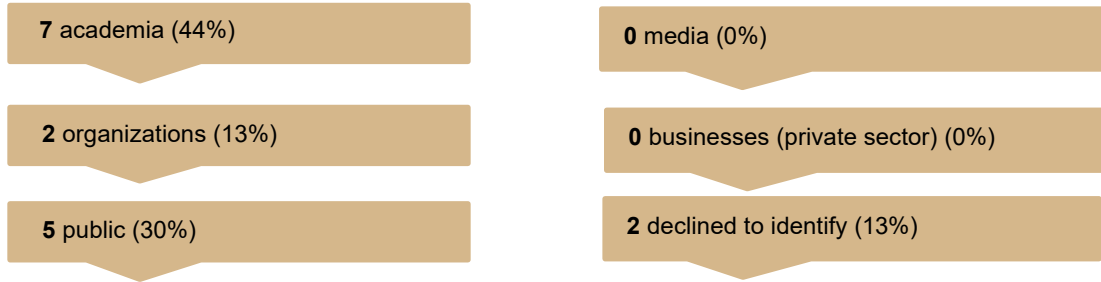 7 academia (44%)
2 organizations (13%)
5 public (30%)
0 media (0%)
0 businesses (private sector) (0%)
2 declined to identify (13%)